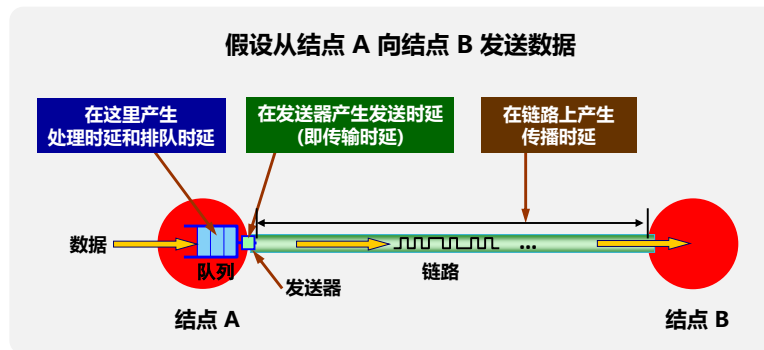 假设从结点 A 向结点 B 发送数据
在这里产生
处理时延和排队时延
在发送器产生发送时延
(即传输时延)
在链路上产生
传播时延
数据
队列
发送器
链路
...
结点 A
结点 B